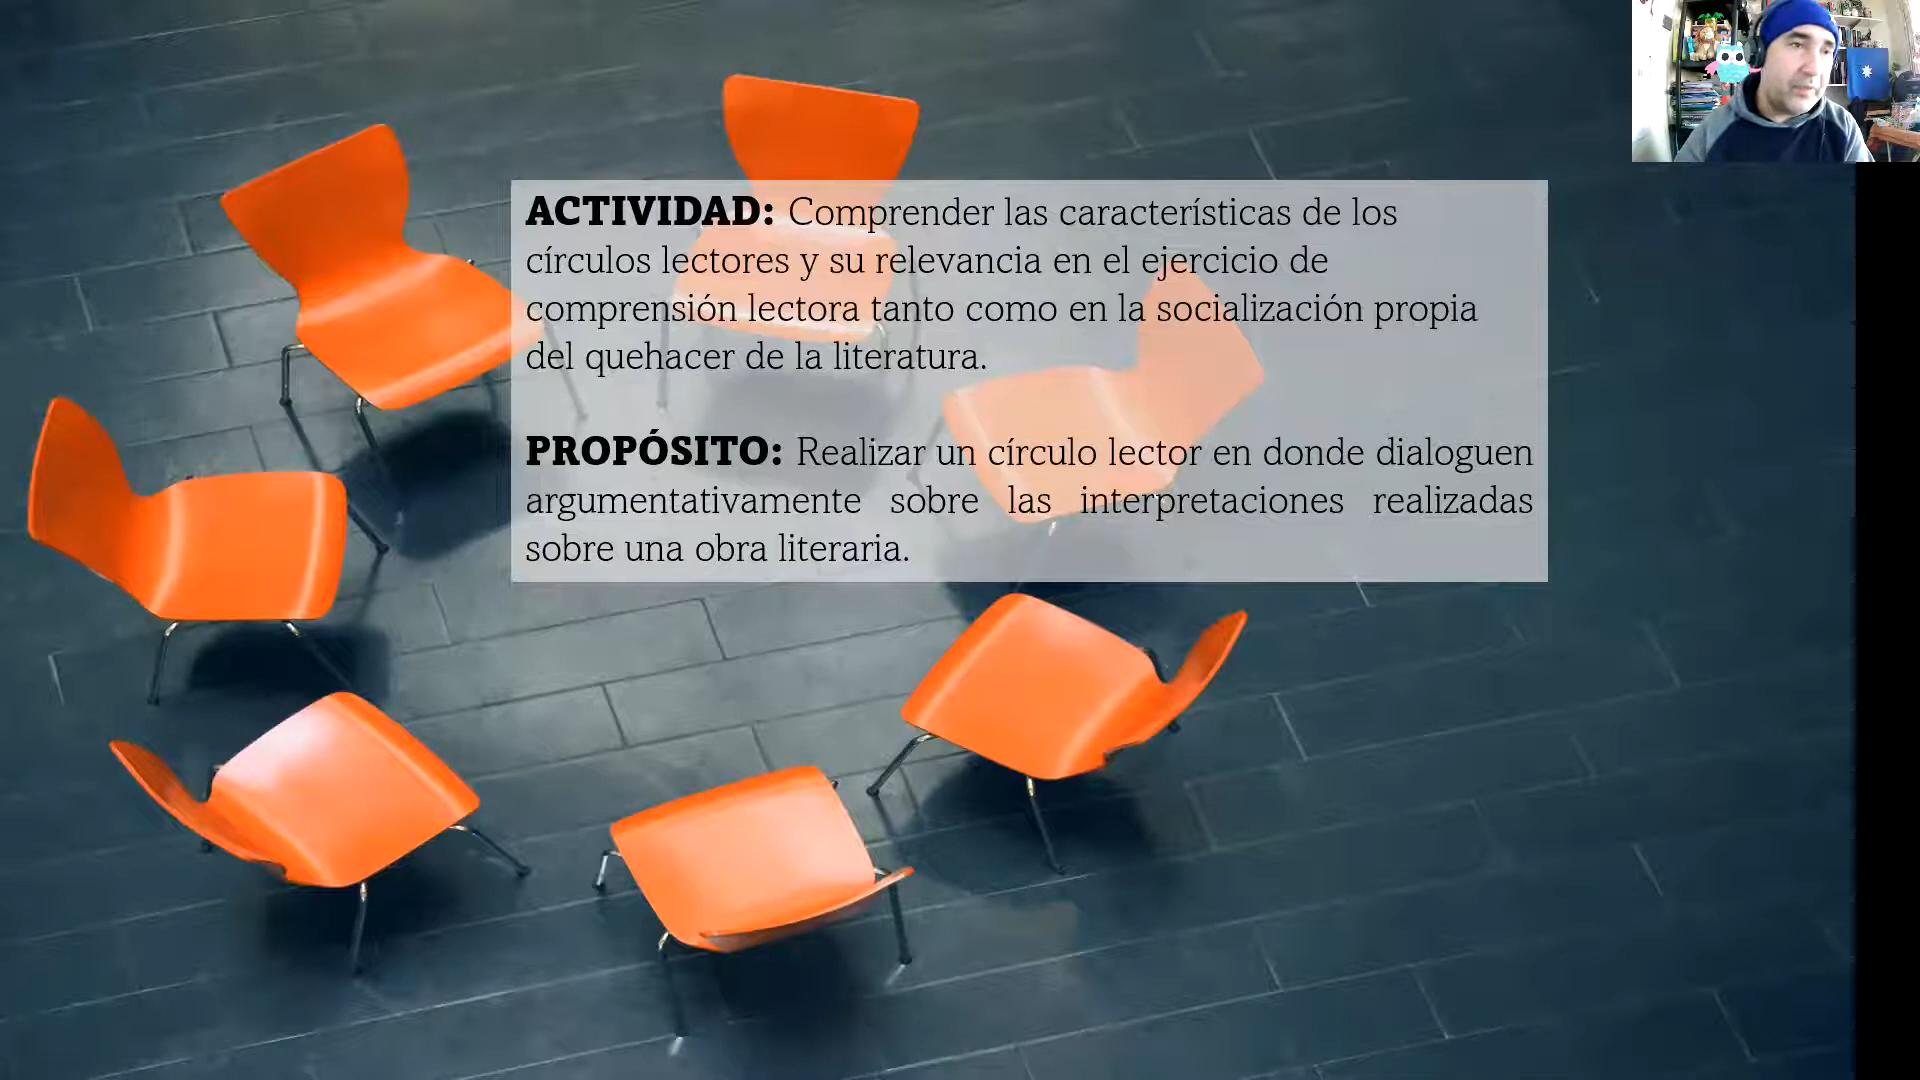 ACTIVIDAD: Comprender las características de los
círculos lectores y su relevancia en el ejercicio de
comprensión lectora tanto como en la socialización propia
del quehacer de la literatura.
PROPÓSITO: Realizar un círculo lector en donde dialoguen
argumentativamente sobre las interpretaciones realizadas
sobre una obra literaria.